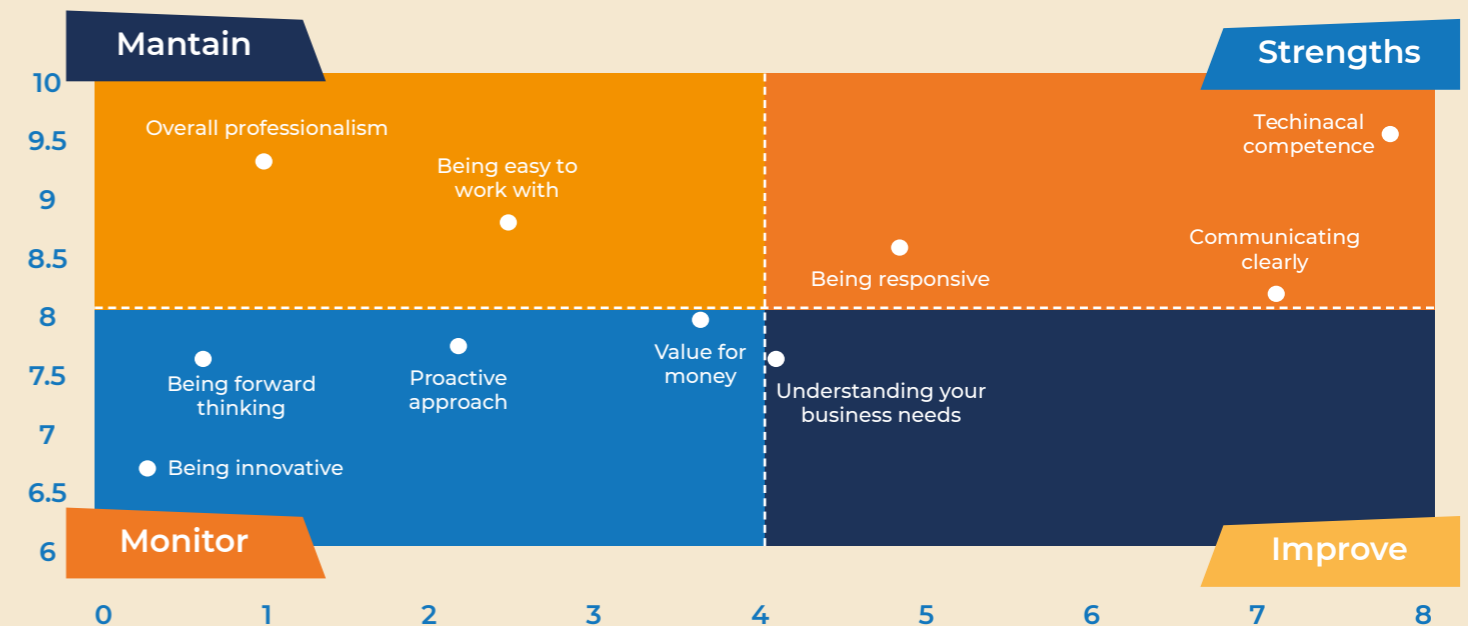 Mantain
Strengths
10
9.5
9
8.5
8
7.5
7
6.5
6
Overall professionalism
Being easy to
work with
Techinacal
competence
Communicating
clearly
Being responsive
Value for
money
Understanding your
business needs
Being forward
thinking
Proactive
approach
Being innovative
Monitor
Improve
0
1
2
3
4
5
6
7
8